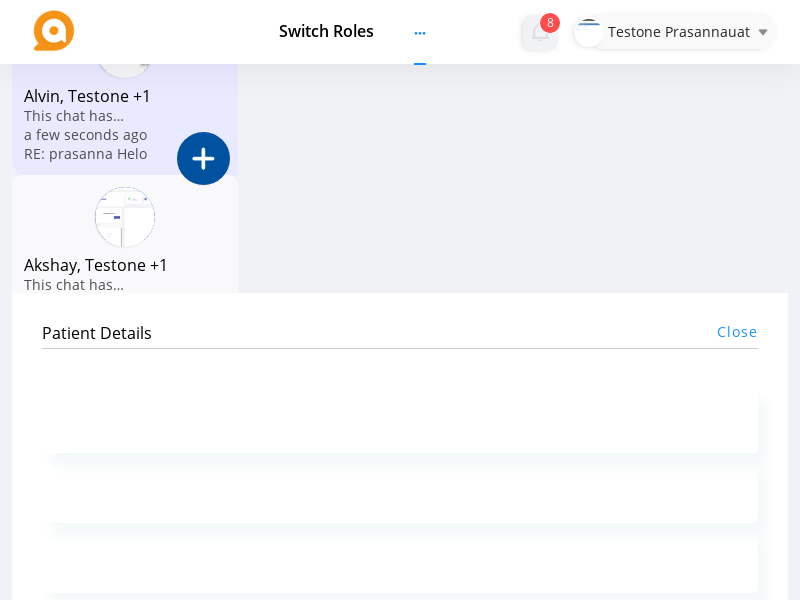 Switch Roles
...
8
Testone Prasannauat
Alvin, Testone +1
This chat has...
a few seconds ago
RE: prasanna Helo
Akshay, Testone +1
This chat has...
Patient Details
Close